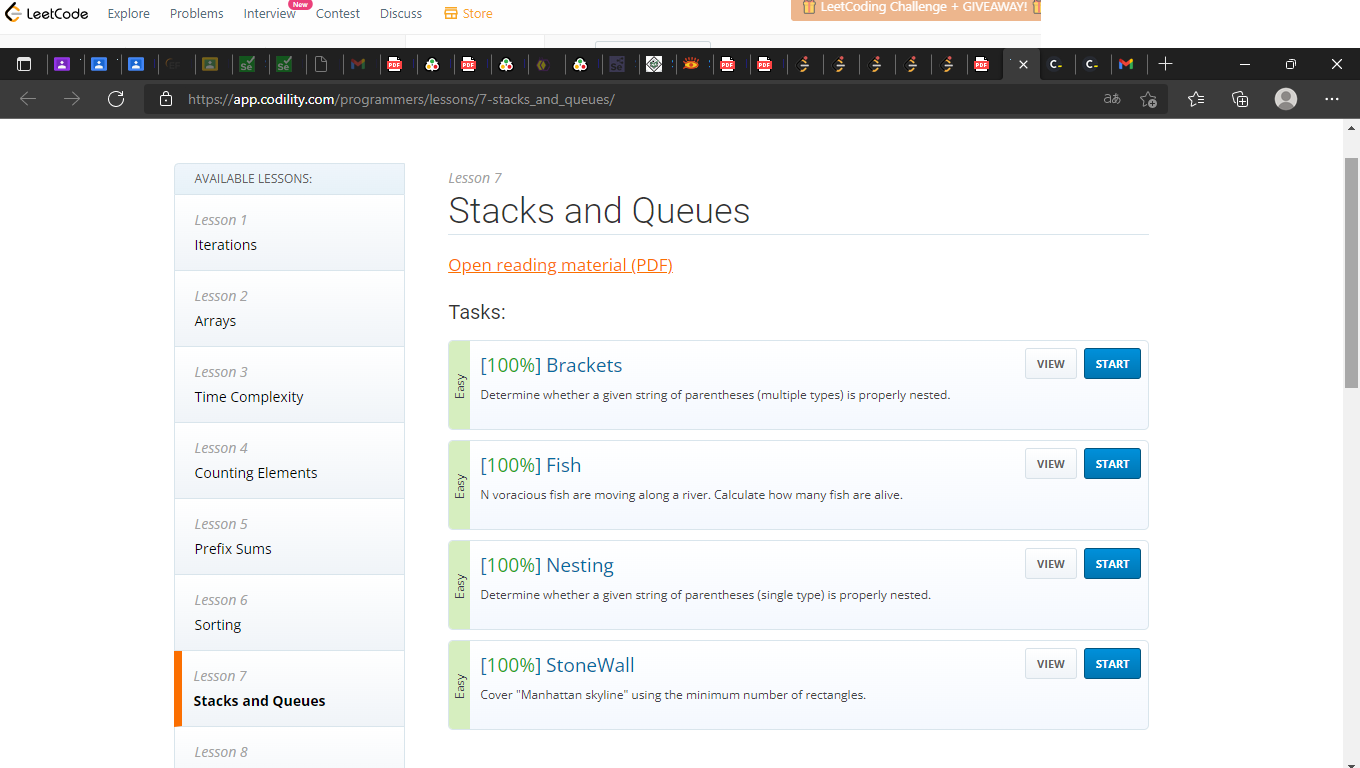 LeetCode Explore Problems Interview New Contest Discuss Store LeetCoding Challenge + GIVEAWAY!
https://app.codility.com/programmers/lessons/7-stacks_and_queues/
AVAILABLE LESSONS:
Lesson 1
Iterations
Lesson 2
Arrays
Lesson 3
Time Complexity
Lesson 4
Counting Elements
Lesson 5
Prefix Sums
Lesson 6
Sorting
Lesson 7
Stacks and Queues
Lesson 8
Lesson 7
Stacks and Queues
Open reading material (PDF)
Tasks:
Easy
[100%] Brackets
VIEW START
Determine whether a given string of parentheses (multiple types) is properly nested.
Easy
[100%] Fish
VIEW START
N voracious fish are moving along a river. Calculate how many fish are alive.
Easy
[100%] Nesting
VIEW START
Determine whether a given string of parentheses (single type) is properly nested.
Easy
[100%] StoneWall
VIEW START
Cover "Manhattan skyline" using the minimum number of rectangles.